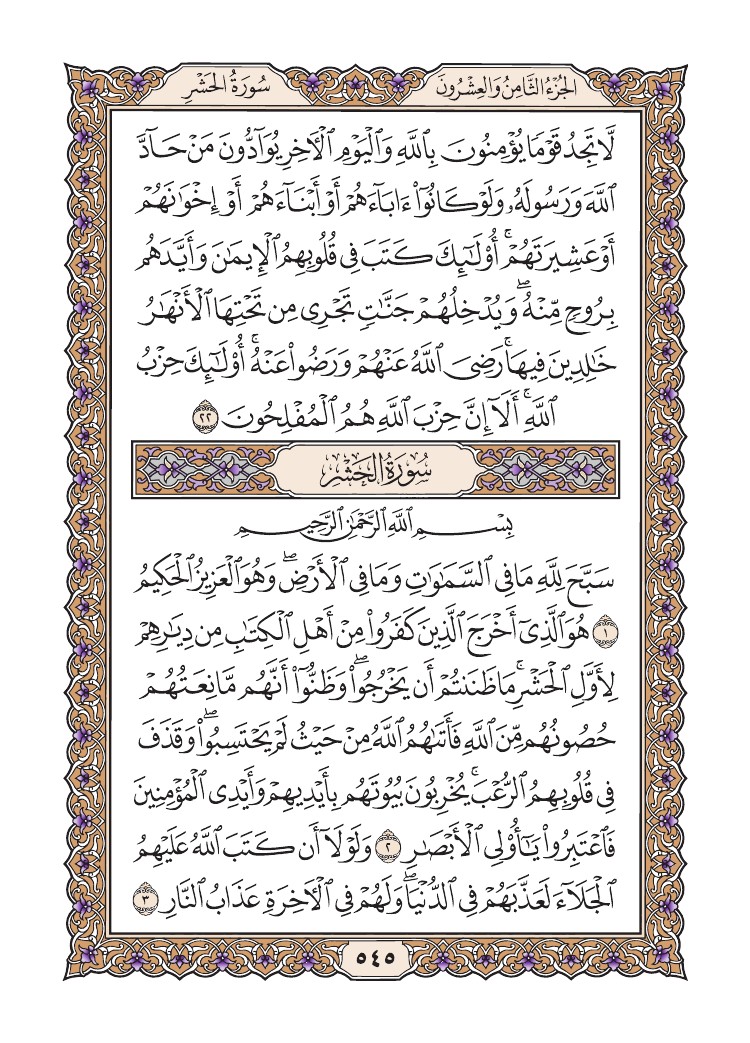 الجُزْءُ الثَّامِنُ وَالعِشْرُونَ
سُورَةُ الحَشْرِ
لَّا تَجِدُ قَوْمًا يُؤْمِنُونَ بِٱللَّهِ وَٱلْيَوْمِ ٱلْءَاخِرِ يُوَآدُّونَ مَنْ حَآدَّ
ٱللَّهَ وَرَسُولَهُۥ وَلَوْ كَانُوٓا۟ ءَابَآءَهُمْ أَوْ أَبْنَآءَهُمْ أَوْ إِخْوَٰنَهُمْ
أَوْ عَشِيرَتَهُمْ ۚ أُو۟لَٰٓئِكَ كَتَبَ فِى قُلُوبِهِمُ ٱلْإِيمَٰنَ وَأَيَّدَهُم
بِرُوحٍ مِّنْهُ ۖ وَيُدْخِلُهُمْ جَنَّٰتٍ تَجْرِى مِن تَحْتِهَا ٱلْأَنْهَٰرُ
خَٰلِدِينَ فِيهَا ۚ رَضِىَ ٱللَّهُ عَنْهُمْ وَرَضُوا۟ عَنْهُ ۚ أُو۟لَٰٓئِكَ حِزْبُ
ٱللَّهِ ۚ أَلَآ إِنَّ حِزْبَ ٱللَّهِ هُمُ ٱلْمُفْلِحُونَ ٢٢
سُورَةُ الحَشْرِ
بِسْمِ ٱللَّهِ ٱلرَّحْمَٰنِ ٱلرَّحِيمِ
سَبَّحَ لِلَّهِ مَا فِى ٱلسَّمَٰوَٰتِ وَمَا فِى ٱلْأَرْضِ ۖ وَهُوَ ٱلْعَزِيزُ ٱلْحَكِيمُ
١ هُوَ ٱلَّذِىٓ أَخْرَجَ ٱلَّذِينَ كَفَرُوا۟ مِنْ أَهْلِ ٱلْكِتَٰبِ مِن دِيَٰرِهِمْ
لِأَوَّلِ ٱلْحَشْرِ ۚ مَا ظَنَنتُمْ أَن يَخْرُجُوا۟ ۖ وَظَنُّوٓا۟ أَنَّهُم مَّانِعَتُهُمْ
حُصُونُهُم مِّنَ ٱللَّهِ فَأَتَىٰهُمُ ٱللَّهُ مِنْ حَيْثُ لَمْ يَحْتَسِبُوا۟ ۖ وَقَذَفَ
فِى قُلُوبِهِمُ ٱلرُّعْبَ ۚ يُخْرِبُونَ بُيُوتَهُم بِأَيْدِيهِمْ وَأَيْدِى ٱلْمُؤْمِنِينَ
فَٱعْتَبِرُوا۟ يَٰٓأُو۟لِى ٱلْأَبْصَٰرِ ٢ وَلَوْلَآ أَن كَتَبَ ٱللَّهُ عَلَيْهِمُ
ٱلْجَلَآءَ لَعَذَّبَهُمْ فِى ٱلدُّنْيَا ۖ وَلَهُمْ فِى ٱلْءَاخِرَةِ عَذَابُ ٱلنَّارِ ٣
٥٤٥